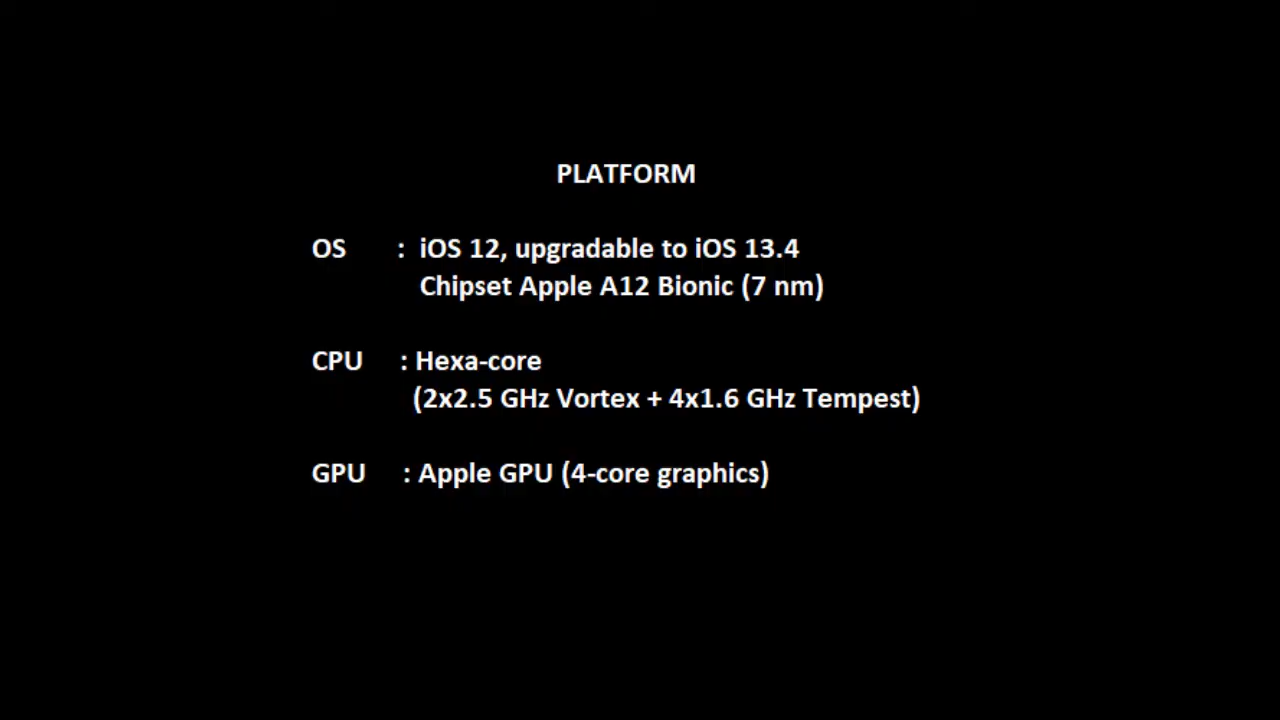 PLATFORM
OS : iOS 12, upgradable to iOS 13.4
Chipset Apple A12 Bionic (7 nm)
CPU : Hexa-core
(2x2.5 GHz Vortex + 4x1.6 GHz Tempest)
GPU : Apple GPU (4-core graphics)